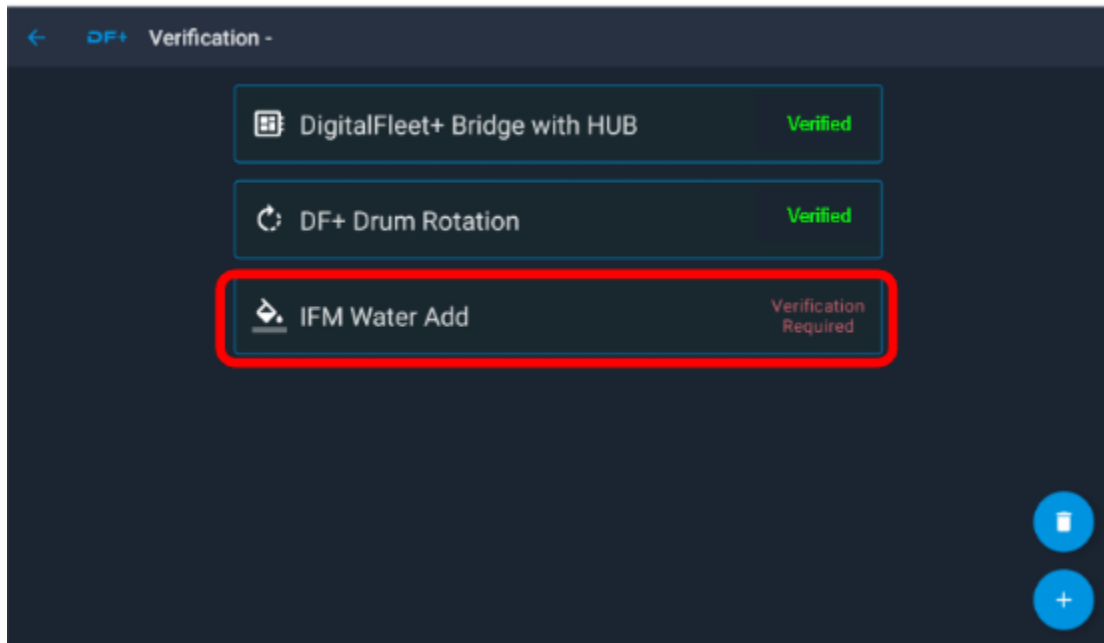 DF+ Verification -
DigitalFleet+ Bridge with HUB Verified
DF+ Drum Rotation Verified
IFM Water Add Verification
Required